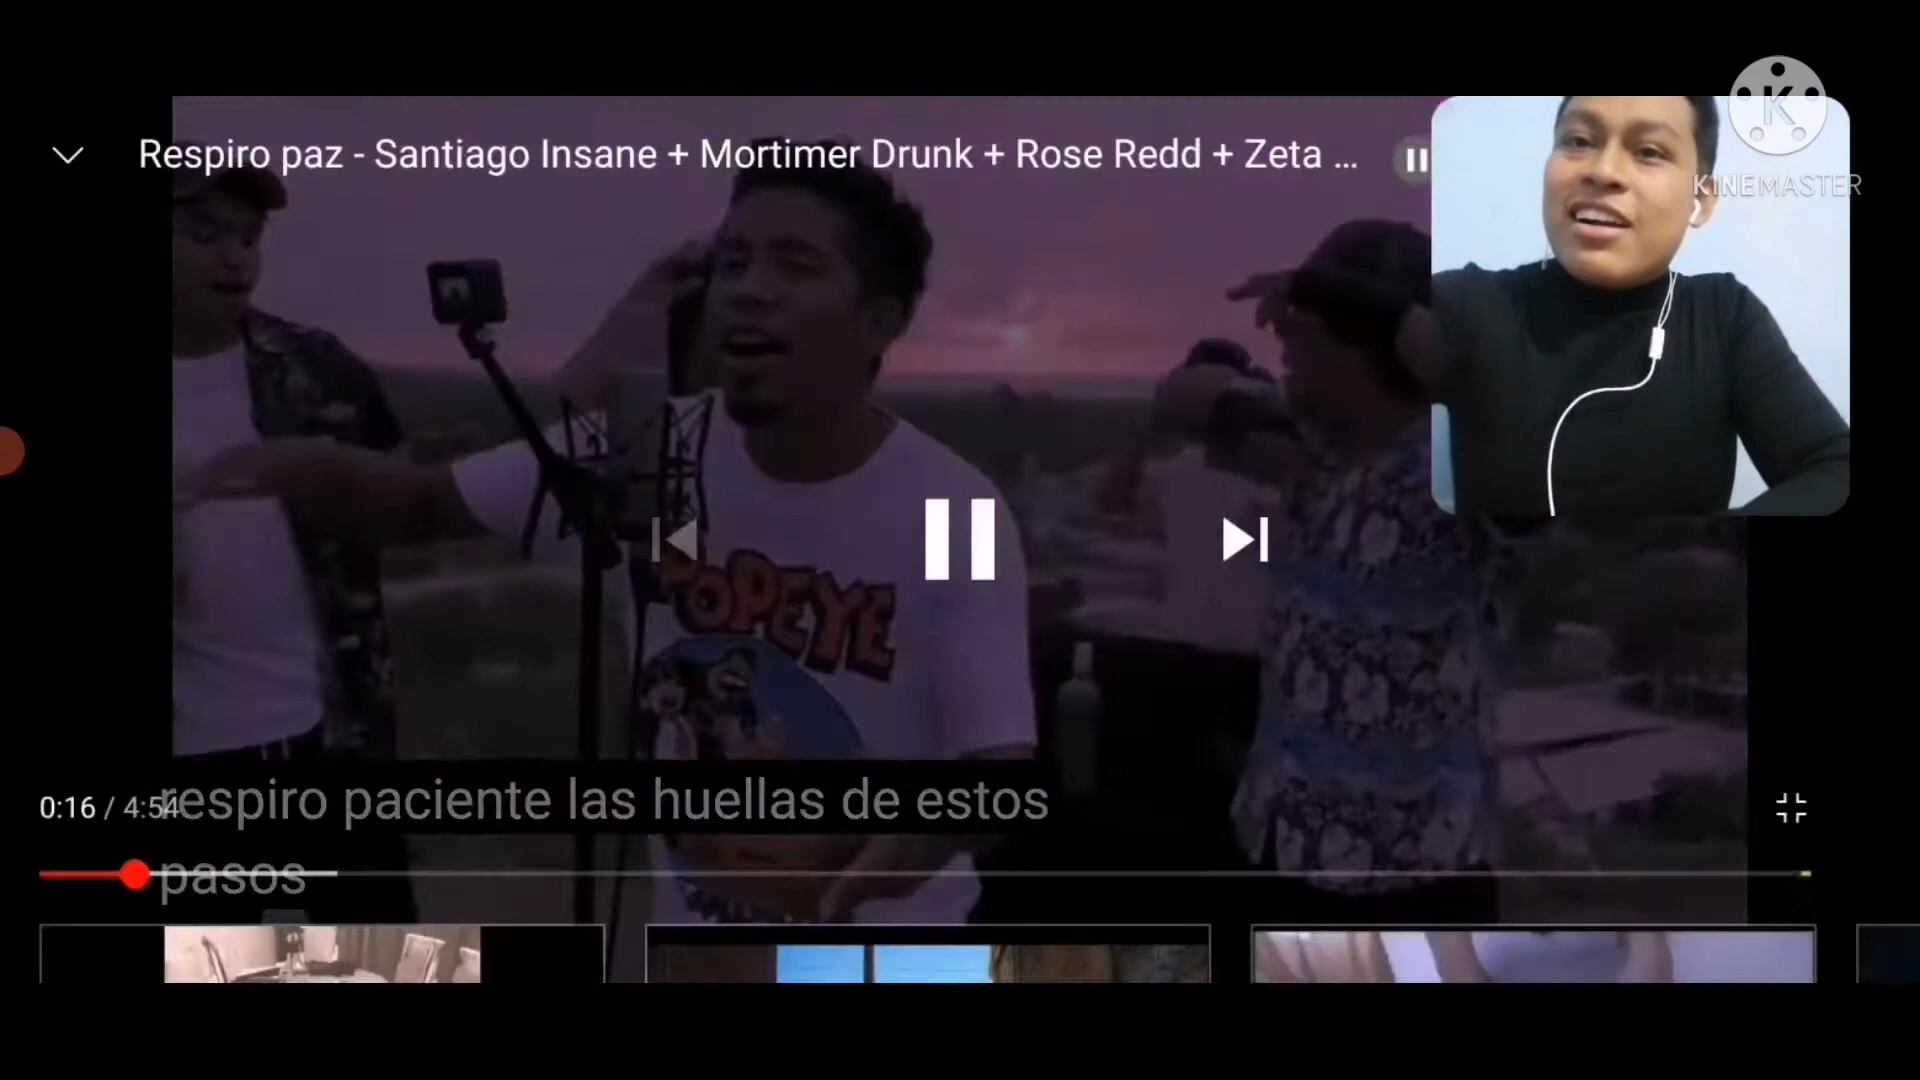 Respiro paz - Santiago Insane + Mortimer Drunk + Rose Redd + Zeta ...
K
KINEMASTER
POPEYE
respiro paciente las huellas de estos
0:16 / 4:54
pasos